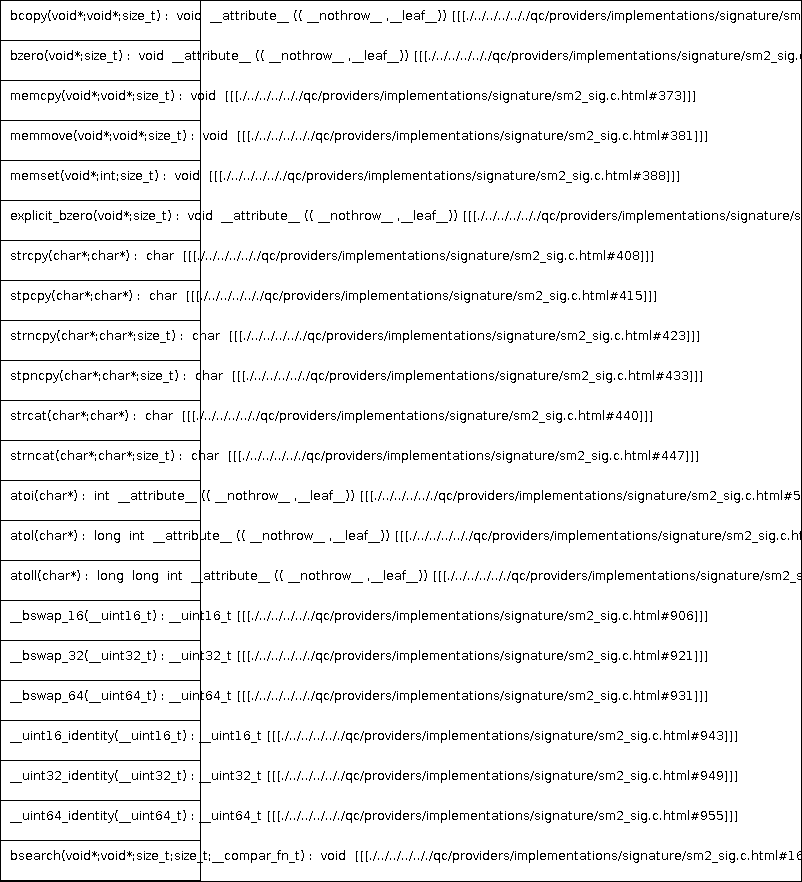 bcopy(void*;void*;size_t) : void __attribute__ (( __nothrow__ ,__leaf__)) [[[./../../../././qc/providers/implementations/signature/sm
bzero(void*;size_t) : void __attribute__ (( __nothrow__ ,__leaf__)) [[[./../../../././qc/providers/implementations/signature/sm2_sig.
memcpy(void*;void*;size_t) : void [[[./../../../././qc/providers/implementations/signature/sm2_sig.c.html#373]]]
memmove(void*;void*;size_t) : void [[[./../../../././qc/providers/implementations/signature/sm2_sig.c.html#381]]]
memset(void*;int;size_t) : void [[[./../../../././qc/providers/implementations/signature/sm2_sig.c.html#388]]]
explicit_bzero(void*;size_t) : void __attribute__ (( __nothrow__ ,__leaf__)) [[[./../../../././qc/providers/implementations/signature/s
strcpy(char*;char*) : char [[[./../../../././qc/providers/implementations/signature/sm2_sig.c.html#408]]]
stpcpy(char*;char*) : char [[[./../../../././qc/providers/implementations/signature/sm2_sig.c.html#415]]]
strncpy(char*;char*;size_t) : char [[[./../../../././qc/providers/implementations/signature/sm2_sig.c.html#423]]]
stpncpy(char*;char*;size_t) : char [[[./../../../././qc/providers/implementations/signature/sm2_sig.c.html#433]]]
strcat(char*;char*) : char [[[./../../../././qc/providers/implementations/signature/sm2_sig.c.html#440]]]
strncat(char*;char*;size_t) : char [[[./../../../././qc/providers/implementations/signature/sm2_sig.c.html#447]]]
atoi(char*) : int __attribute__ (( __nothrow__ ,__leaf__)) [[[./../../../././qc/providers/implementations/signature/sm2_sig.c.html#5
atol(char*) : long int __attribute__ (( __nothrow__ ,__leaf__)) [[[./../../../././qc/providers/implementations/signature/sm2_sig.c.ht
atoll(char*) : long long int __attribute__ (( __nothrow__ ,__leaf__)) [[[./../../../././qc/providers/implementations/signature/sm2_s
__bswap_16(__uint16_t) : __uint16_t [[[./../../../././qc/providers/implementations/signature/sm2_sig.c.html#906]]]
__bswap_32(__uint32_t) : __uint32_t [[[./../../../././qc/providers/implementations/signature/sm2_sig.c.html#921]]]
__bswap_64(__uint64_t) : __uint64_t [[[./../../../././qc/providers/implementations/signature/sm2_sig.c.html#931]]]
__uint16_identity(__uint16_t) : __uint16_t [[[./../../../././qc/providers/implementations/signature/sm2_sig.c.html#943]]]
__uint32_identity(__uint32_t) : __uint32_t [[[./../../../././qc/providers/implementations/signature/sm2_sig.c.html#949]]]
__uint64_identity(__uint64_t) : __uint64_t [[[./../../../././qc/providers/implementations/signature/sm2_sig.c.html#955]]]
bsearch(void*;void*;size_t;size_t;__compar_fn_t) : void [[[./../../../././qc/providers/implementations/signature/sm2_sig.c.html#16